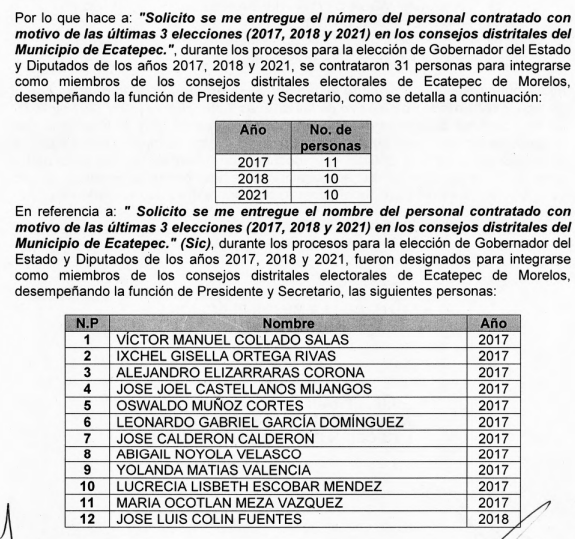 Por lo que hace a: "Solicito se me entregue el número del personal contratado con
motivo de las últimas 3 elecciones (2017, 2018 y 2021) en los consejos distritales del
Municipio de Ecatepec.", durante los procesos para la elección de Gobernador del Estado
y Diputados de los años 2017, 2018 y 2021, se contrataron 31 personas para integrarse
como miembros de los consejos distritales electorales de Ecatepec de Morelos,
desempeñando la función de Presidente y Secretario, como se detalla a continuación:
Año No. de
personas
2017 11
2018 10
2021 10
En referencia a: " Solicito se me entregue el nombre del personal contratado con
motivo de las últimas 3 elecciones (2017, 2018 y 2021) en los consejos distritales del
Municipio de Ecatepec." (Sic), durante los procesos para la elección de Gobernador del
Estado y Diputados de los años 2017, 2018 y 2021, fueron designados para integrarse
como miembros de los consejos distritales electorales de Ecatepec de Morelos,
desempeñando la función de Presidente y Secretario, las siguientes personas:
N.P Nombre Año
1 VÍCTOR MANUEL COLLADO SALAS 2017
2 IXCHEL GISELLA ORTEGA RIVAS 2017
3 ALEJANDRO ELIZARRARAS CORONA 2017
4 JOSE JOEL CASTELLANOS MIJANGOS 2017
5 OSWALDO MUÑOZ CORTES 2017
6 LEONARDO GABRIEL GARCÍA DOMÍNGUEZ 2017
7 JOSE CALDERON CALDERON 2017
8 ABIGAIL NOYOLA VELASCO 2017
9 YOLANDA MATIAS VALENCIA 2017
10 LUCRECIA LISBETH ESCOBAR MENDEZ 2017
11 MARIA OCOTLAN MEZA VAZQUEZ 2017
12 JOSE LUIS COLIN FUENTES 2018